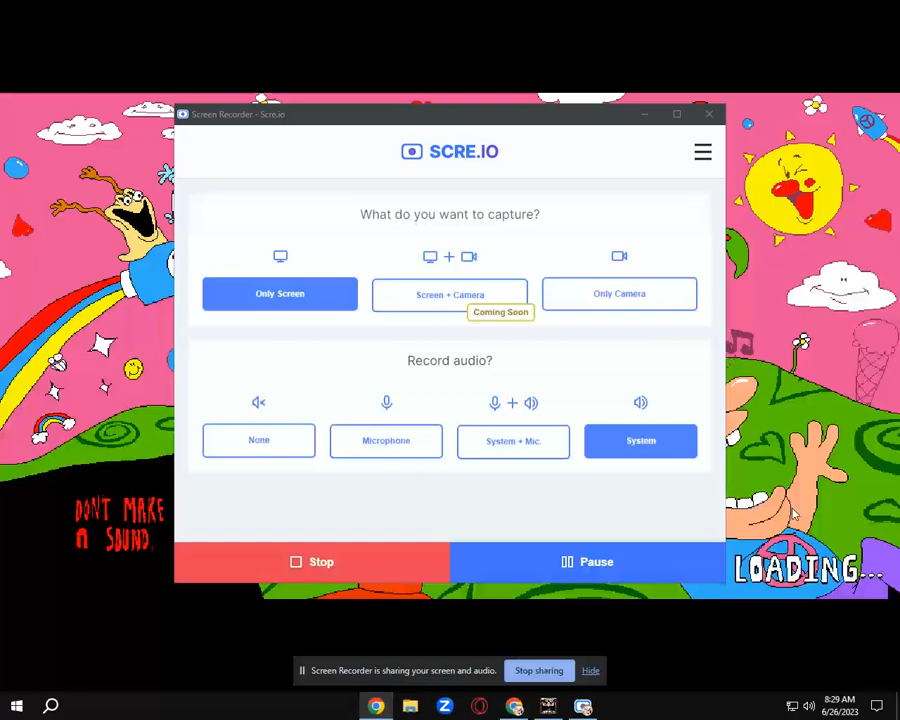 Screen Recorder - Scre.io
SCRE.IO
What do you want to capture?
Only Screen
Screen + Camera
Only Camera
Coming Soon
Record audio?
None
Microphone
System + Mic.
System
DON'T MAKE
A SOUND.
Stop
Pause
LOADING...
Screen Recorder is sharing your screen and audio.
Stop sharing
Hide
8:29 AM
6/26/2023